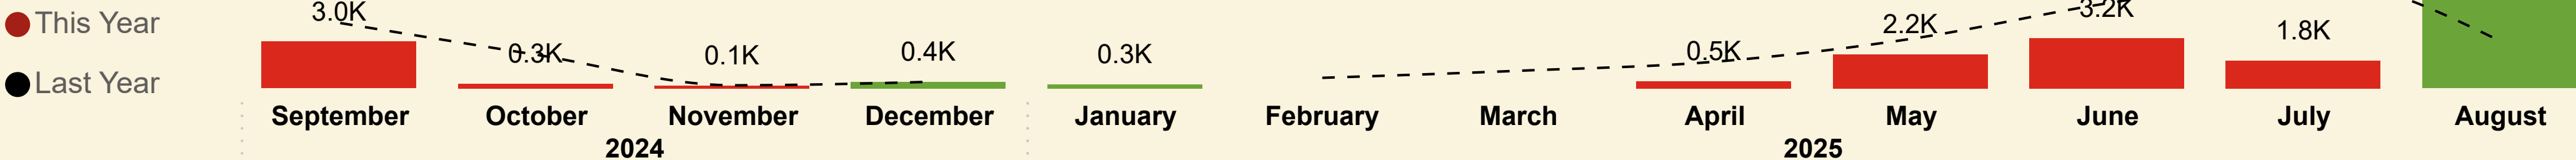 This Year
Last Year
3.0K
0.3K
0.1K
0.4K
0.3K
0.5K
2.2K
3.2K
1.8K
September October November December January February March April May June July August
2024 2025